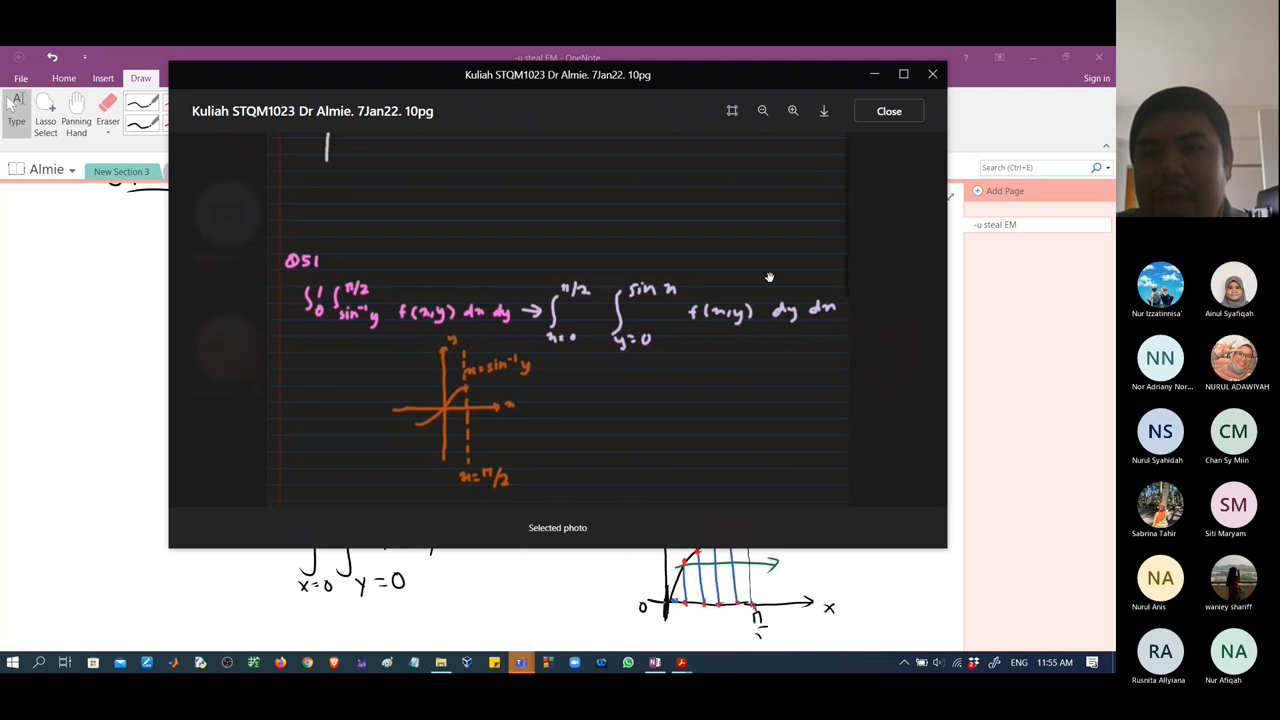 -u steal EM - OneNote
File
Home
Insert
Draw
Sign in
Type
Lasso Select
Panning Hand
Eraser
Almie
New Section 3
Search (Ctrl+E)
Add Page
-u steal EM
Kuliah STQM1023 Dr Almie. 7Jan22. 10pg
Kuliah STQM1023 Dr Almie. 7Jan22. 10pg
Close
Q51
∫₀¹ ∫_{sin⁻¹ y}^{π/2} f(x,y) dx dy → ∫_{x=0}^{π/2} ∫_{y=0}^{sin x} f(x,y) dy dx
y
x = sin⁻¹ y
x
x = π/2
Selected photo
∫_{x=0} ∫_{y=0}
0
x
π
Nur Izzatinnisa'
Ainul Syafiqah
NN
Nor Adriany Nor...
NURUL ADAWIYAH
NS
Nurul Syahidah
CM
Chan Sy Miin
Sabrina Tahir
SM
Siti Maryam
NA
Nurul Anis
waniey shariff
RA
Rusnita Allyiana
NA
Nur Afiqah
ENG
11:55 AM